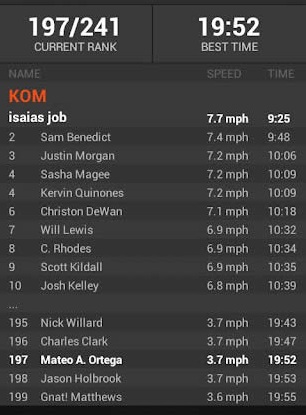 197/241 19:52
CURRENT RANK BEST TIME
NAME SPEED TIME
KOM
isaias job 7.7 mph 9:25
2 Sam Benedict 7.4 mph 9:48
3 Justin Morgan 7.2 mph 10:06
4 Sasha Magee 7.2 mph 10:09
4 Kervin Quinones 7.2 mph 10:09
6 Christon DeWan 7.1 mph 10:18
7 Will Lewis 6.9 mph 10:32
8 C. Rhodes 6.9 mph 10:34
9 Scott Kildall 6.9 mph 10:35
10 Josh Kelley 6.8 mph 10:39
...
195 Nick Willard 3.7 mph 19:43
196 Charles Clark 3.7 mph 19:47
197 Mateo A. Ortega 3.7 mph 19:52
198 Jason Holbrook 3.7 mph 19:53
199 Gnat! Matthews 3.6 mph 19:55